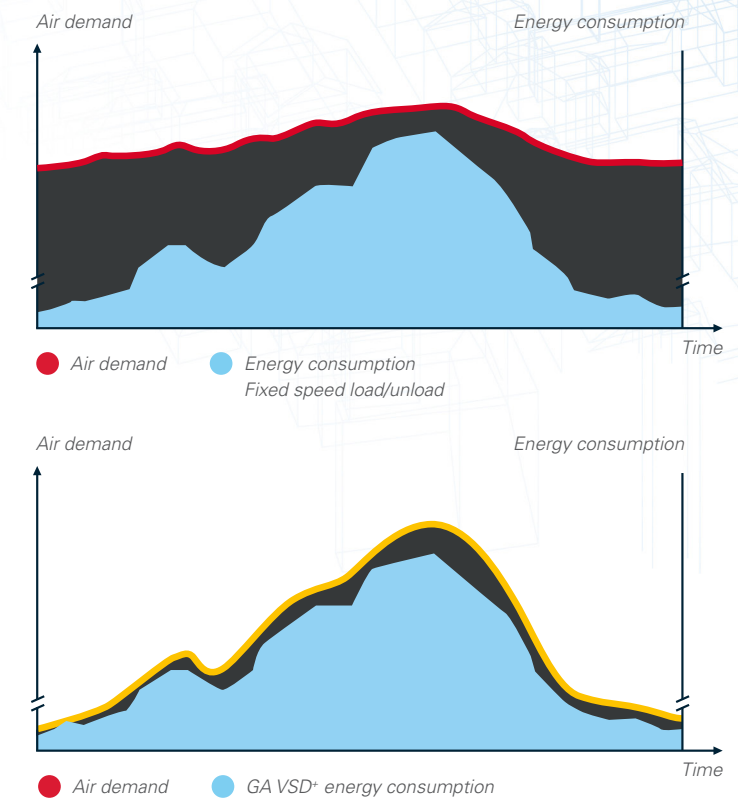 Air demand
Energy consumption
Time
Air demand
Energy consumption
Fixed speed load/unload
Air demand
Energy consumption
Time
Air demand
GA VSD⁺ energy consumption